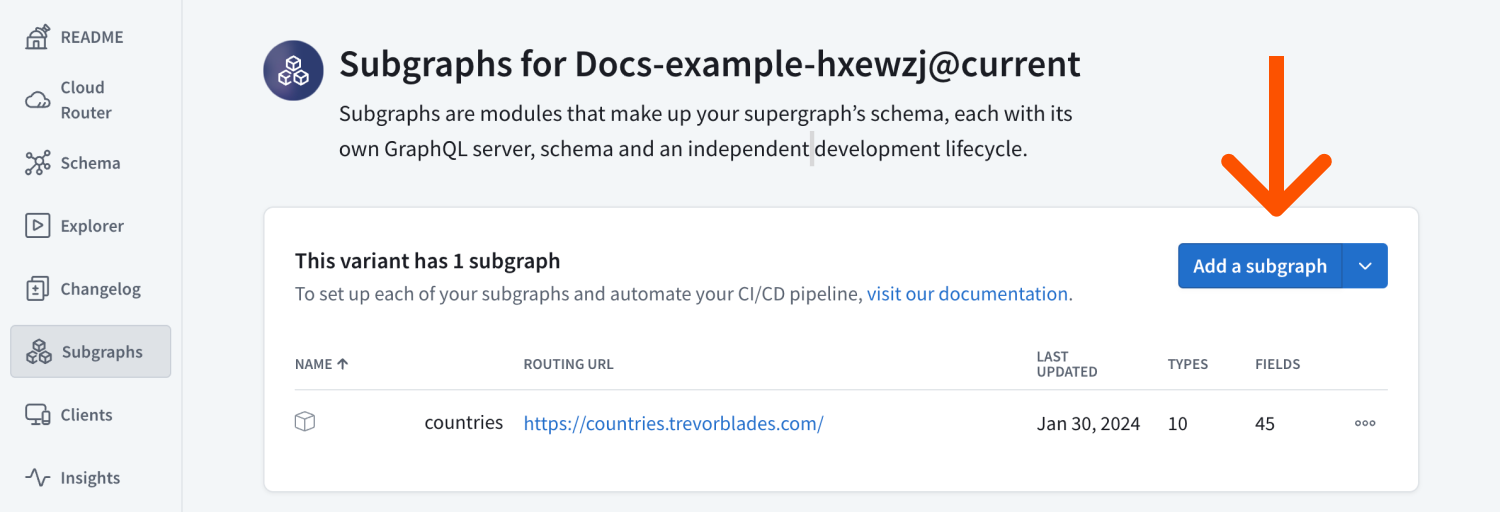 README
Cloud
Router
Schema
Explorer
Changelog
Subgraphs
Clients
Insights
Subgraphs for Docs-example-hxewzj@current
Subgraphs are modules that make up your supergraph’s schema, each with its
own GraphQL server, schema and an independent development lifecycle.
This variant has 1 subgraph
To set up each of your subgraphs and automate your CI/CD pipeline, visit our documentation.
Add a subgraph
NAME ROUTING URL LAST UPDATED TYPES FIELDS
countries https://countries.trevorblades.com/ Jan 30, 2024 10 45